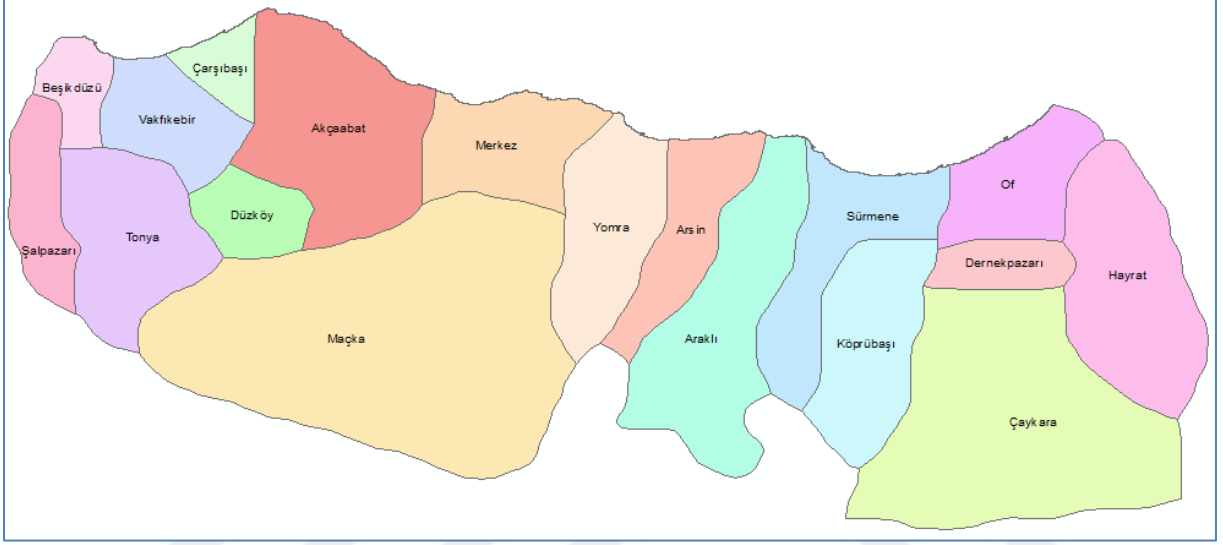 Çarşıbaşı
Beşikdüzü
Vakfıkebir
Akçaabat
Merkez
Of
Düzköy
Sürmene
Yomra
Arsin
Tonya
Şalpazarı
Dernekpazarı
Hayrat
Maçka
Araklı
Köprübaşı
Çaykara